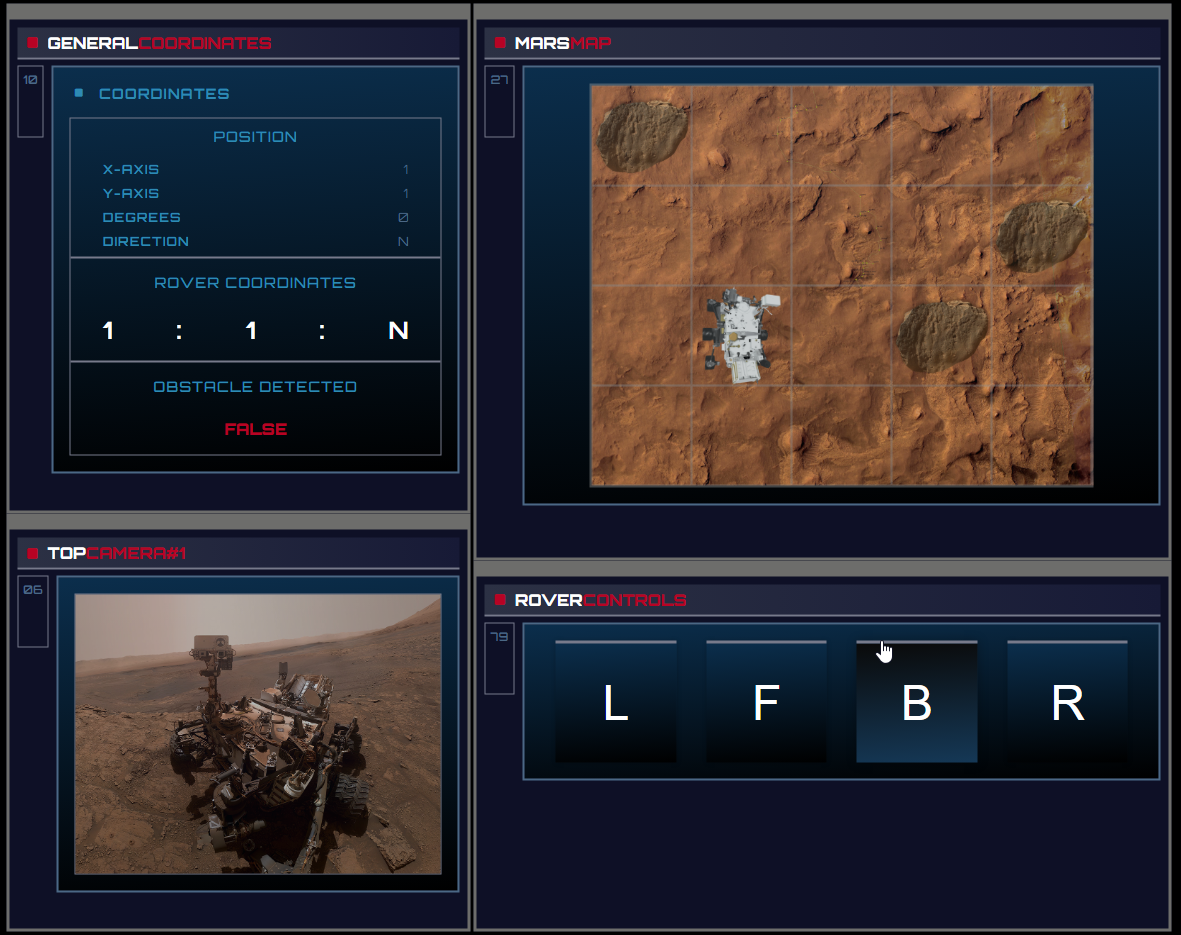 GENERALCOORDINATES
10
COORDINATES
POSITION
X-AXIS 1
Y-AXIS 1
DEGREES 0
DIRECTION N
ROVER COORDINATES
1 : 1 : N
OBSTACLE DETECTED
FALSE
MARSMAP
27
TOPCAMERA#1
06
ROVERCONTROLS
79
L F B R